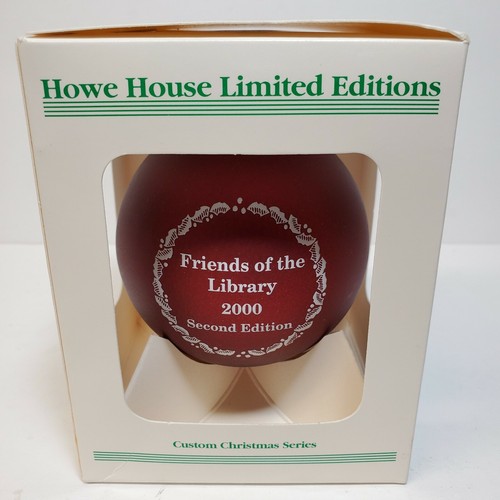 Howe House Limited Editions
Friends of the
Library
2000
Second Edition
Custom Christmas Series